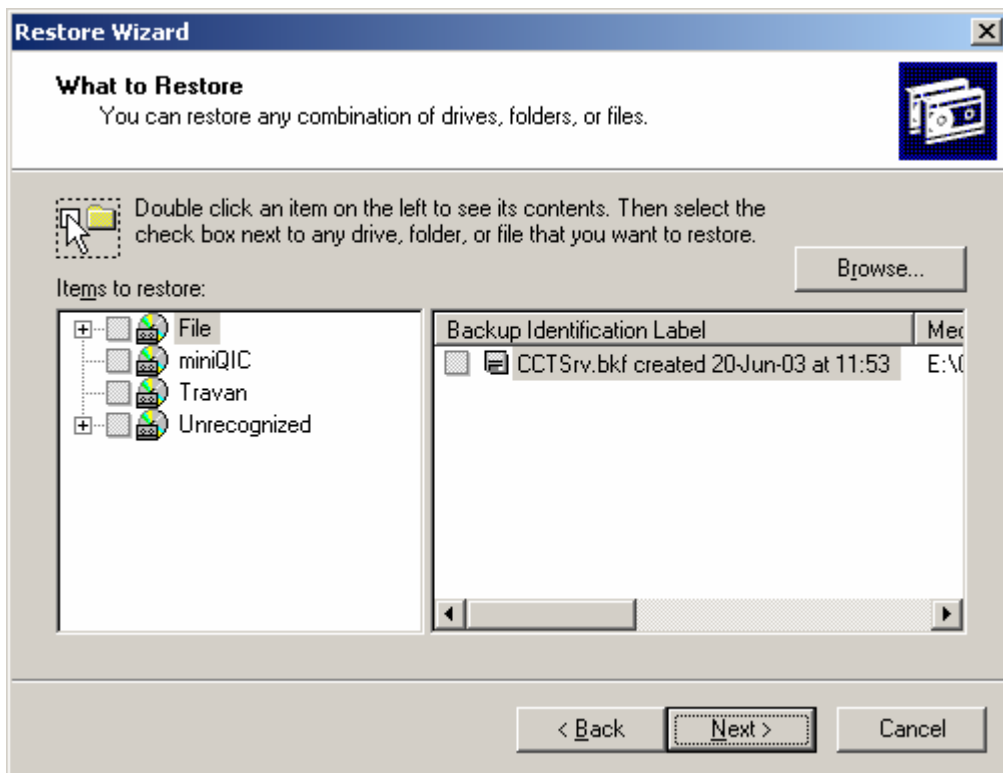 Restore Wizard
What to Restore
You can restore any combination of drives, folders, or files.
Double click an item on the left to see its contents. Then select the
check box next to any drive, folder, or file that you want to restore.
Browse...
Items to restore:
File
miniQIC
Travan
Unrecognized
Backup Identification Label
CCTSrv.bkf created 20-Jun-03 at 11:53
E:\
< Back
Next >
Cancel